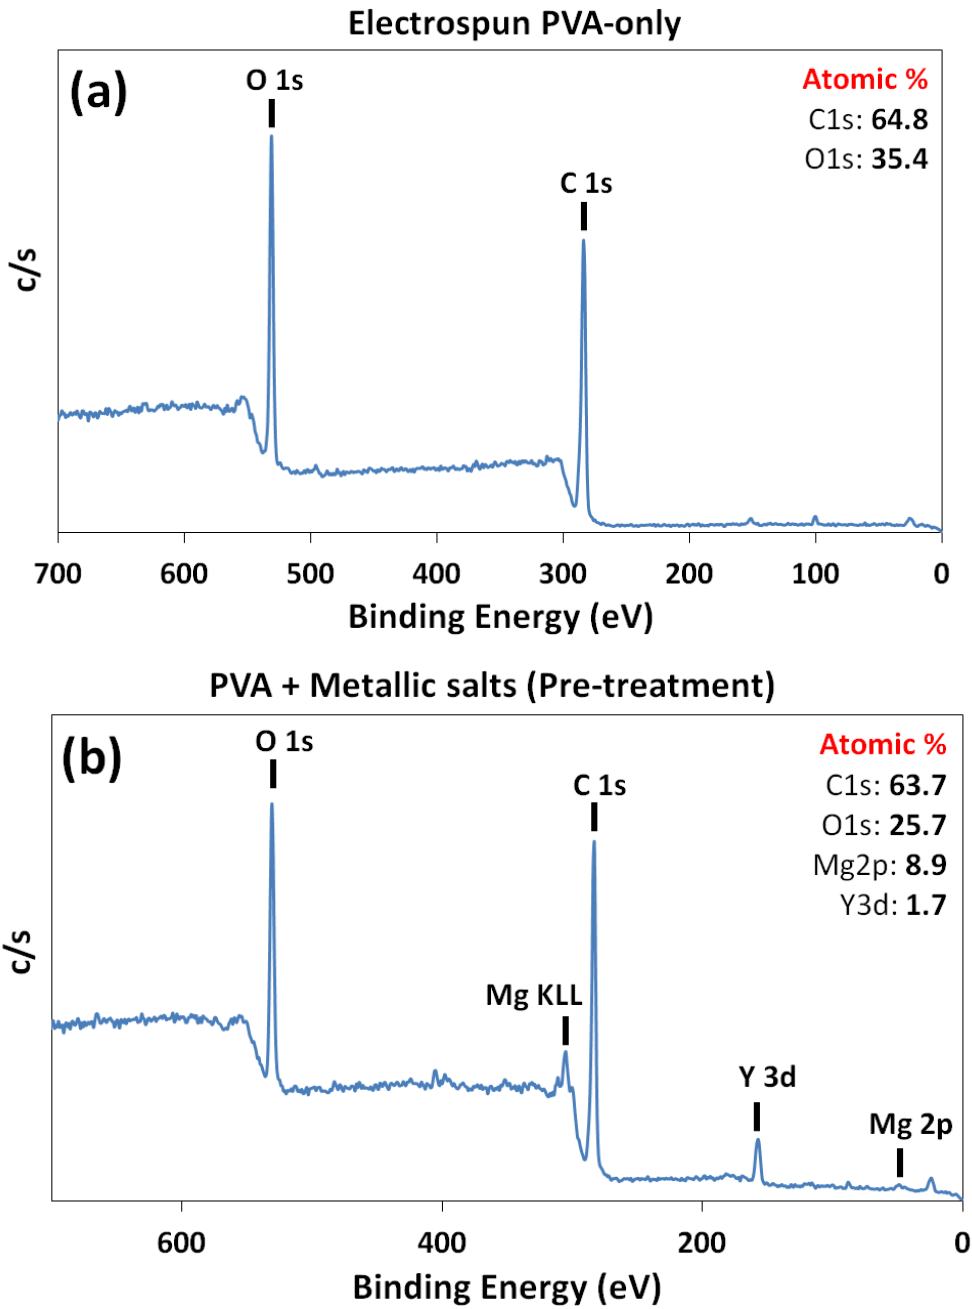 Electrospun PVA-only
(a)
O 1s
C 1s
Atomic %
C1s: 64.8
O1s: 35.4
c/s
700 600 500 400 300 200 100 0
Binding Energy (eV)
PVA + Metallic salts (Pre-treatment)
(b)
O 1s
C 1s
Atomic %
C1s: 63.7
O1s: 25.7
Mg2p: 8.9
Y3d: 1.7
c/s
Mg KLL
Y 3d
Mg 2p
600 400 200 0
Binding Energy (eV)